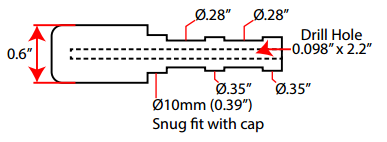 Ø.28” Ø.28”
Drill Hole
0.098” x 2.2”
0.6”
Ø.35” Ø.35”
Ø10mm (0.39”)
Snug fit with cap